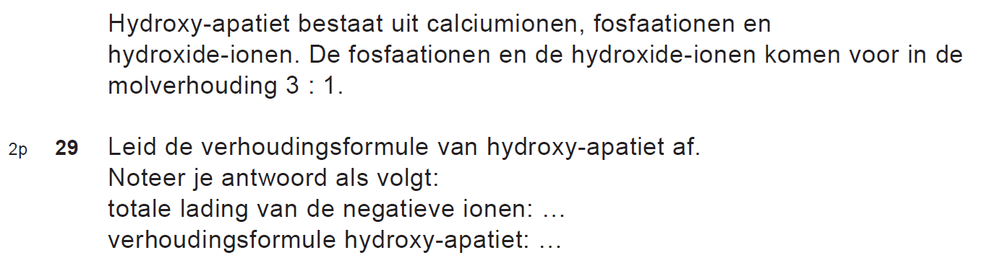 Hydroxy-apatiet bestaat uit calciumionen, fosfaationen en
hydroxide-ionen. De fosfaationen en de hydroxide-ionen komen voor in de
molverhouding 3 : 1.
2p 29 Leid de verhoudingsformule van hydroxy-apatiet af.
Noteer je antwoord als volgt:
totale lading van de negatieve ionen: …
verhoudingsformule hydroxy-apatiet: …